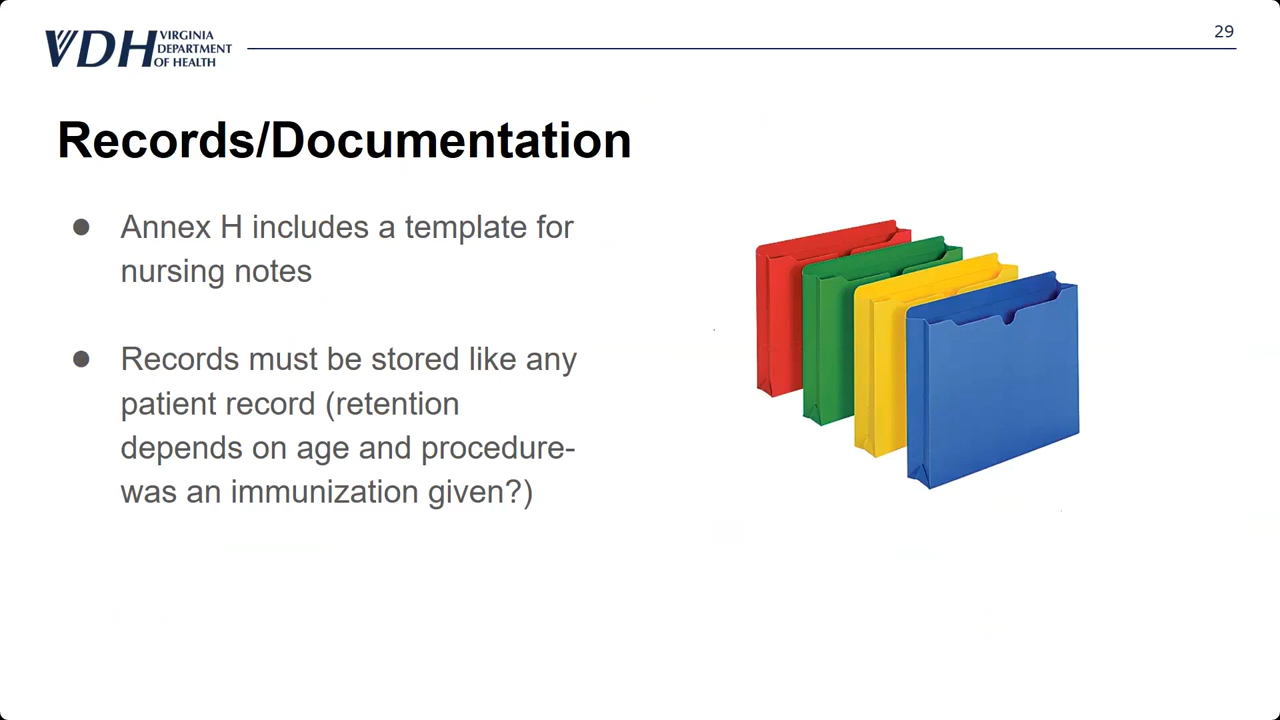 VDH VIRGINIA
DEPARTMENT
OF HEALTH
29
Records/Documentation
● Annex H includes a template for
nursing notes
● Records must be stored like any
patient record (retention
depends on age and procedure-
was an immunization given?)